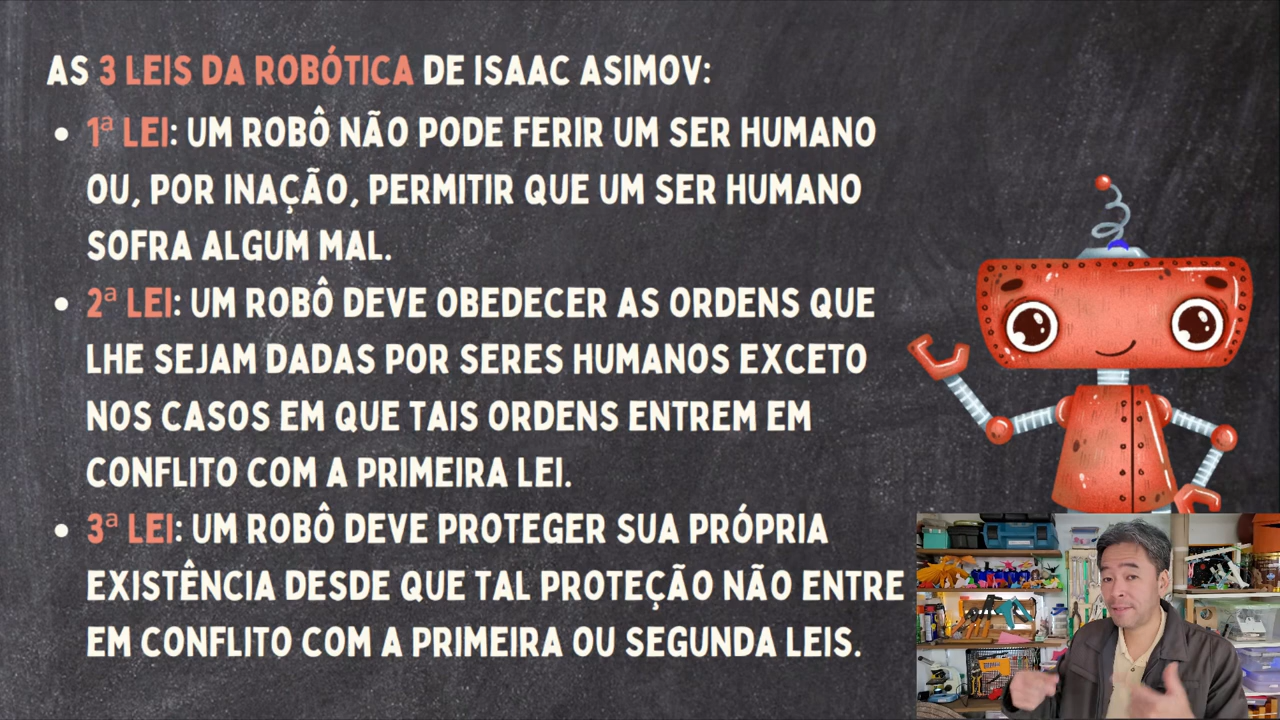 AS 3 LEIS DA ROBÓTICA DE ISAAC ASIMOV:
• 1ª LEI: UM ROBÔ NÃO PODE FERIR UM SER HUMANO
OU, POR INAÇÃO, PERMITIR QUE UM SER HUMANO
SOFRA ALGUM MAL.
• 2ª LEI: UM ROBÔ DEVE OBEDECER AS ORDENS QUE
LHE SEJAM DADAS POR SERES HUMANOS EXCETO
NOS CASOS EM QUE TAIS ORDENS ENTREM EM
CONFLITO COM A PRIMEIRA LEI.
• 3ª LEI: UM ROBÔ DEVE PROTEGER SUA PRÓPRIA
EXISTÊNCIA DESDE QUE TAL PROTEÇÃO NÃO ENTRE
EM CONFLITO COM A PRIMEIRA OU SEGUNDA LEIS.